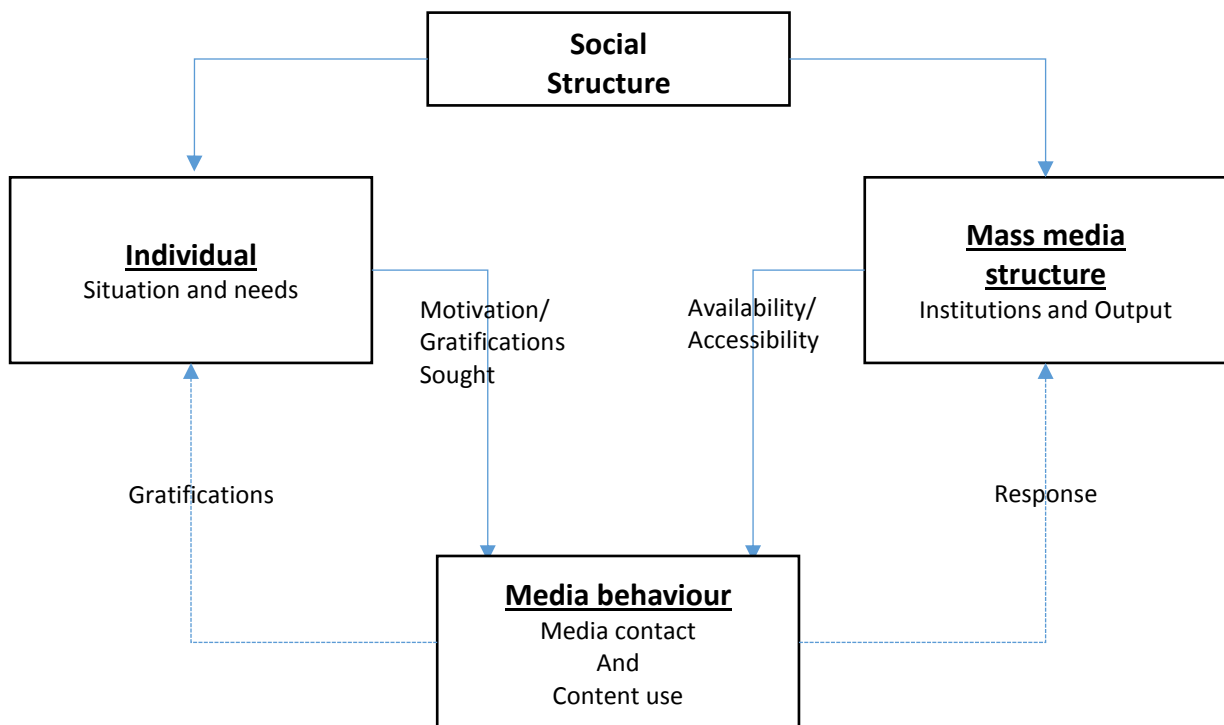 Social
Structure
Individual
Situation and needs
Mass media
structure
Institutions and Output
Motivation/
Gratifications
Sought
Availability/
Accessibility
Gratifications
Response
Media behaviour
Media contact
And
Content use